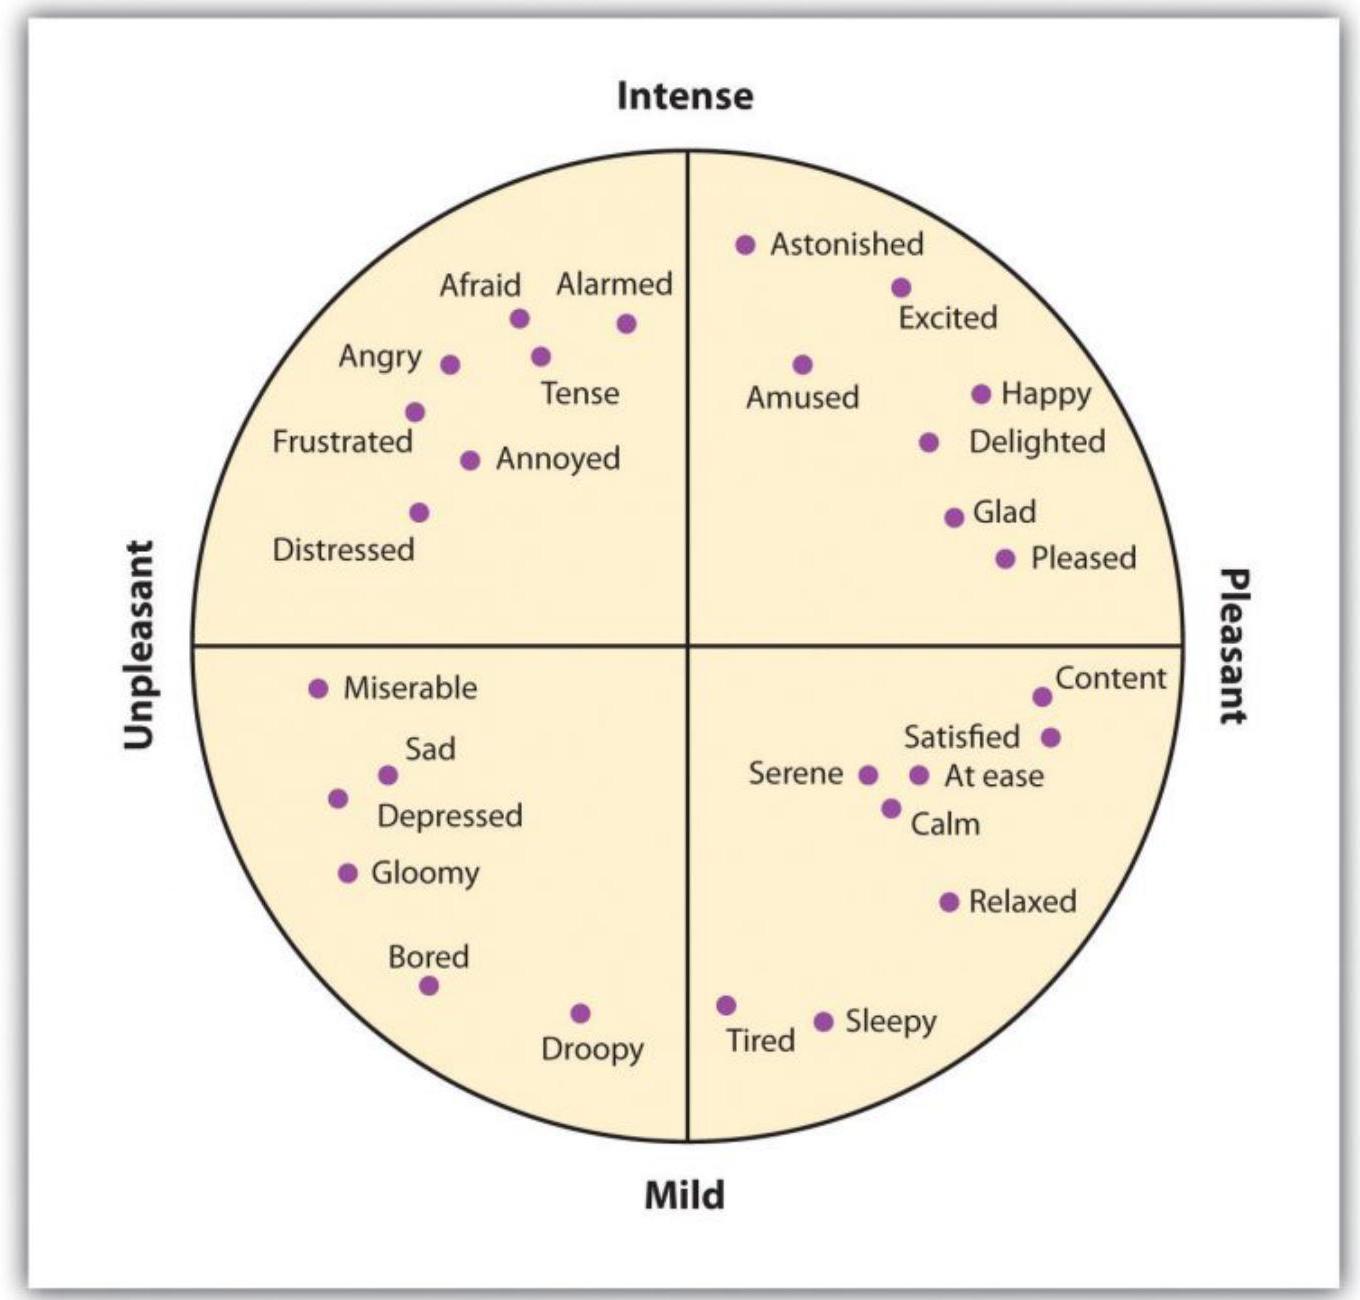 Intense
Astonished
Afraid
Alarmed
Excited
Angry
Tense
Amused
Happy
Frustrated
Delighted
Annoyed
Glad
Distressed
Pleased
Unpleasant
Pleasant
Miserable
Content
Sad
Satisfied
Serene
At ease
Depressed
Calm
Gloomy
Relaxed
Bored
Sleepy
Tired
Droopy
Mild